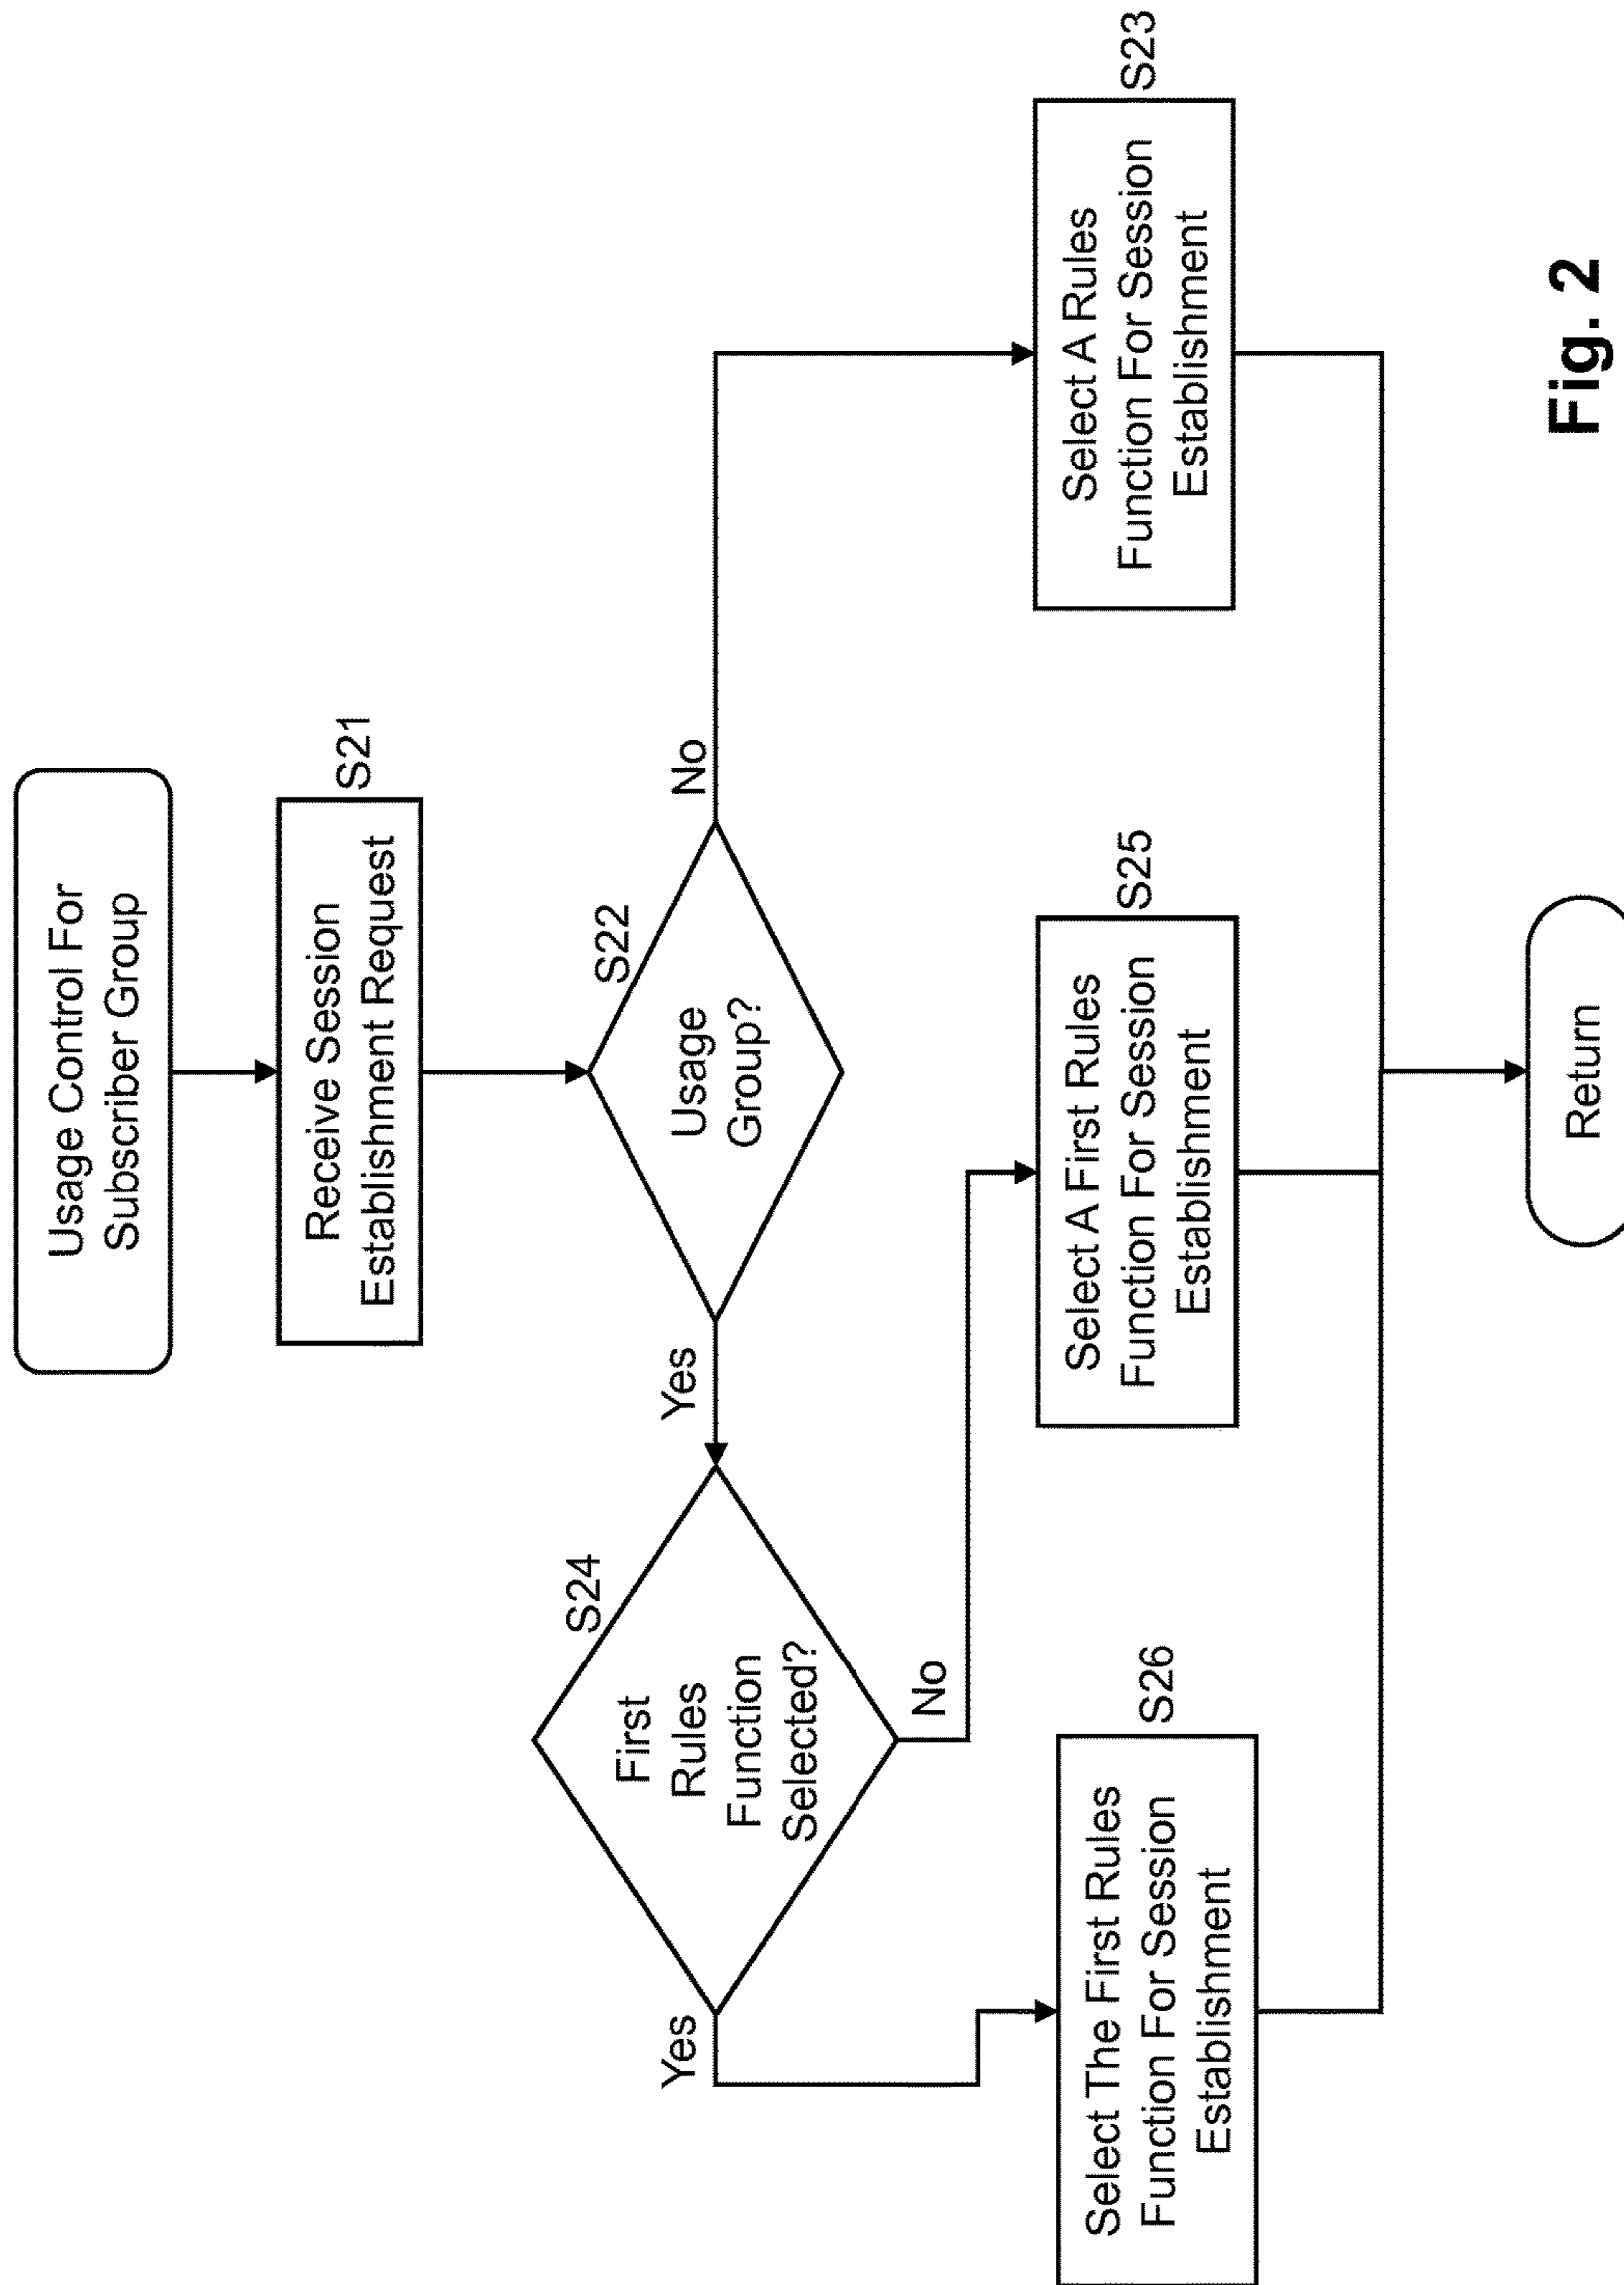 Usage Control For
Subscriber Group
Receive Session
Establishment Request
S21
Usage
Group?
S22
Yes
No
First
Rules
Function
Selected?
S24
Yes
No
Select The First Rules
Function For Session
Establishment
S26
Select A First Rules
Function For Session
Establishment
S25
Select A Rules
Function For Session
Establishment
S23
Return
Fig. 2